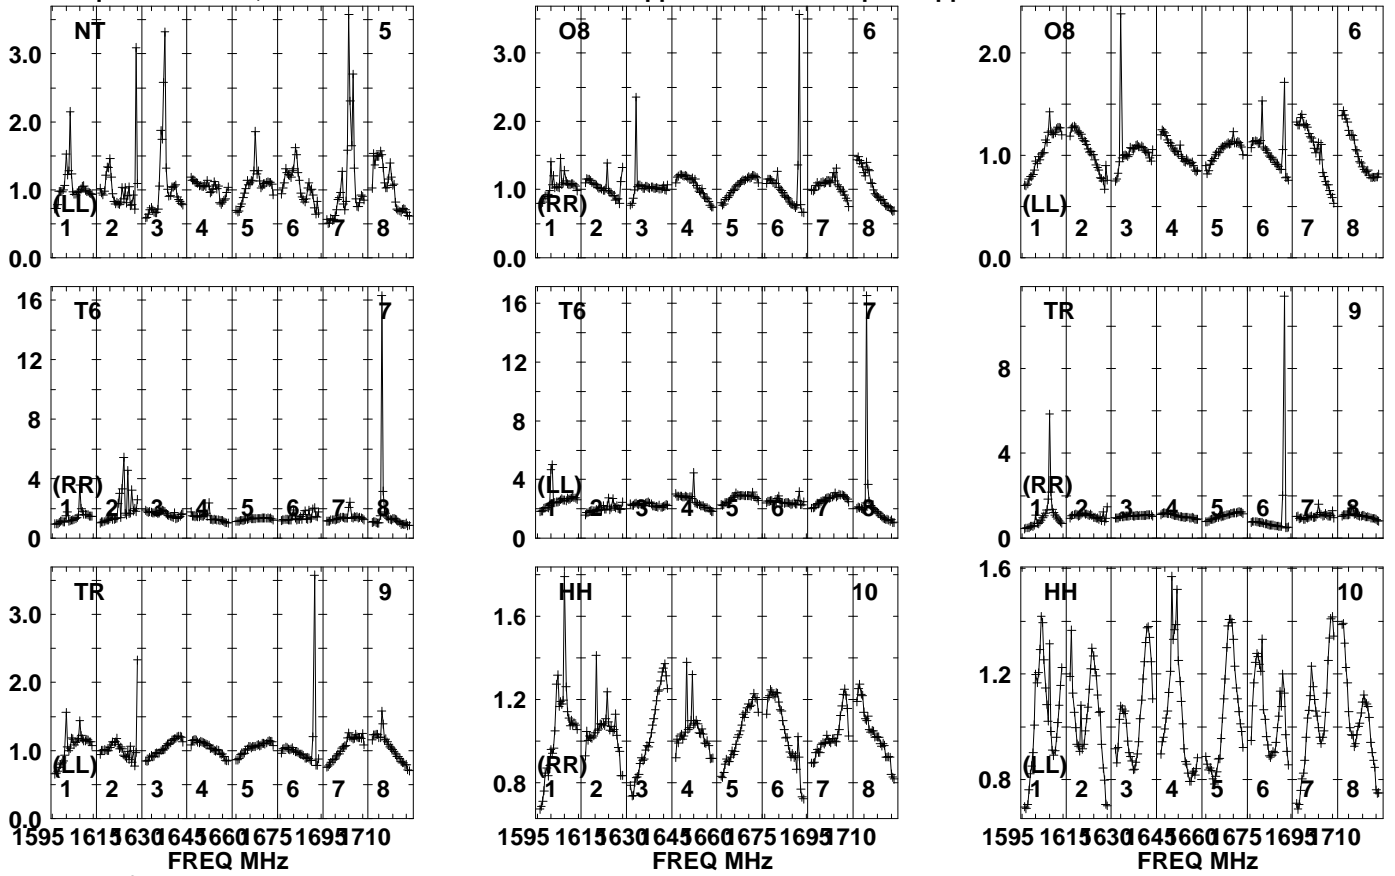 NT 5 O8 6 O8 6
3.0 3.0 2.0
2.0 2.0
1.0 1.0 1.0
(LL) (RR) (LL)
1 2 3 4 5 6 7 8 1 2 3 4 5 6 7 8 1 2 3 4 5 6 7 8
0.0 0.0 0.0
16 T6 7 16 T6 7 TR 9
12 12 8
8 8
4 4 4
(RR) (LL) (RR)
1 2 3 4 5 6 7 8 1 2 3 4 5 6 7 8 1 2 3 4 5 6 7 8
0 0 0
TR 9 HH 10 1.6 HH 10
3.0 1.6
2.0 1.2 1.2
1.0 0.8 0.8
(LL) (RR) (LL)
1 2 3 4 5 6 7 8 1 2 3 4 5 6 7 8 1 2 3 4 5 6 7 8
0.0
1595 1615 1630 1645 1660 1675 1695 1710 1595 1615 1630 1645 1660 1675 1695 1710 1595 1615 1630 1645 1660 1675 1695 1710
FREQ MHz FREQ MHz FREQ MHz